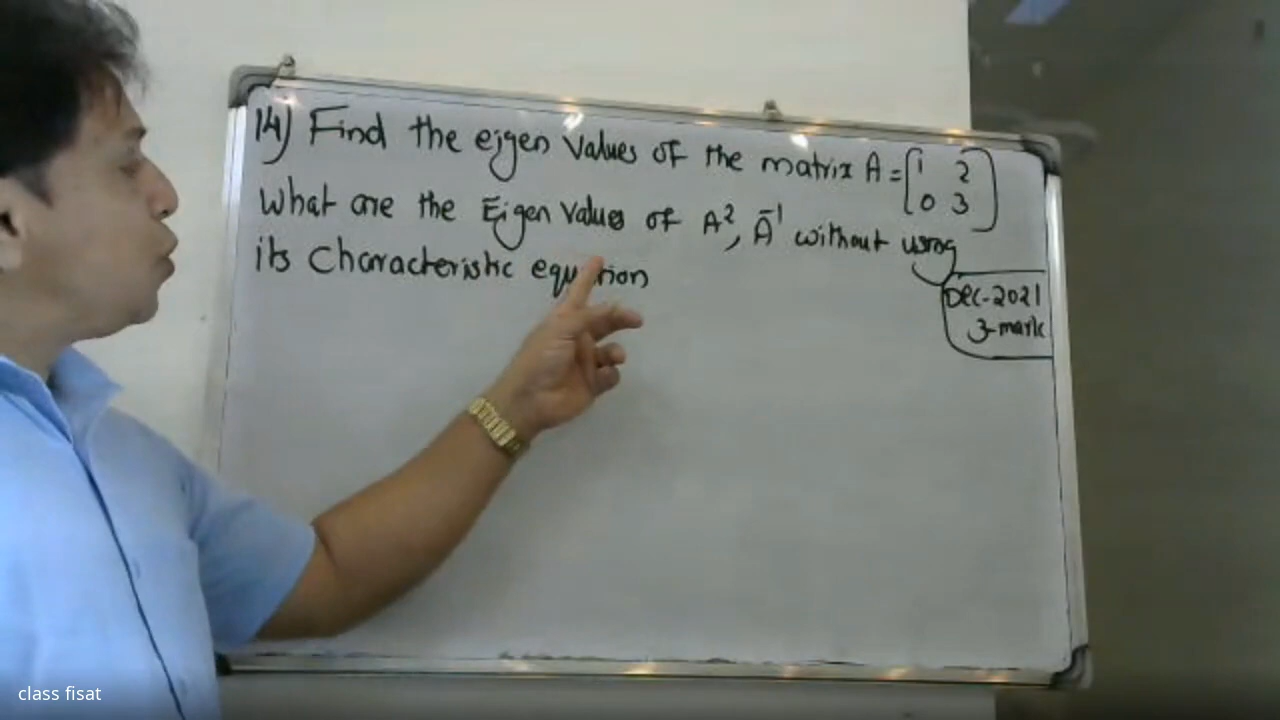 14) Find the eigen values of the matrix A = [1 2
0 3]
What are the Eigen values of A², A⁻¹ without using
its characteristic equation
Dec-2021
3-mark
class fisat